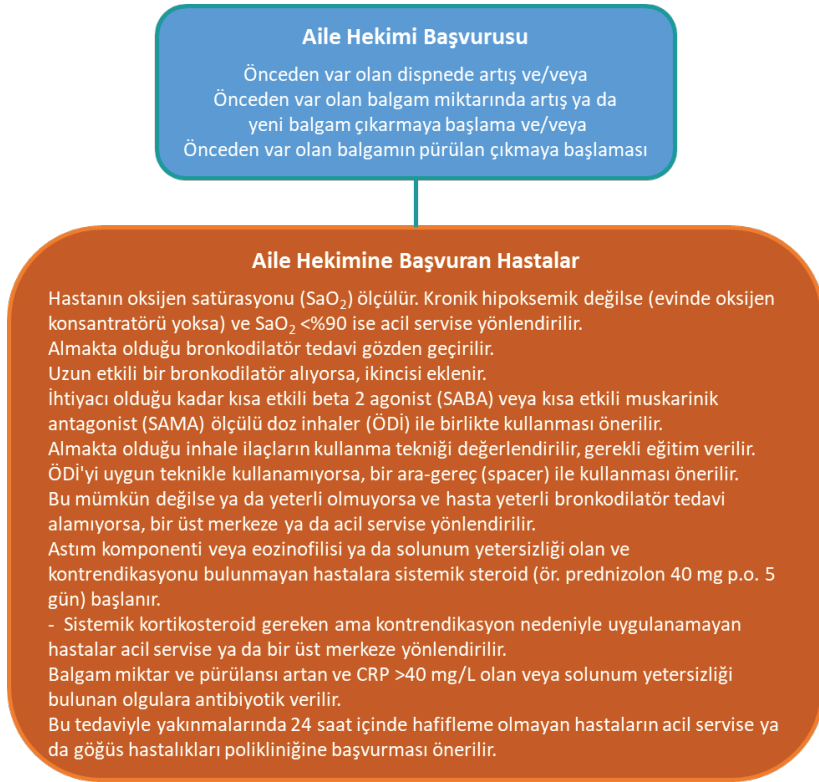 Aile Hekimi Başvurusu
Önceden var olan dispnede artış ve/veya
Önceden var olan balgam miktarında artış ya da
yeni balgam çıkarmaya başlama ve/veya
Önceden var olan balgamın pürülan çıkmaya başlaması
Aile Hekimine Başvuran Hastalar
Hastanın oksijen satürasyonu (SaO₂) ölçülür. Kronik hipoksemik değilse (evinde oksijen
konsantratörü yoksa) ve SaO₂ <%90 ise acil servise yönlendirilir.
Almakta olduğu bronkodilatör tedavi gözden geçirilir.
Uzun etkili bir bronkodilatör alıyorsa, ikincisi eklenir.
İhtiyacı olduğu kadar kısa etkili beta 2 agonist (SABA) veya kısa etkili muskarinik
antagonist (SAMA) ölçülü doz inhaler (ÖDİ) ile birlikte kullanması önerilir.
Almakta olduğu inhale ilaçların kullanma tekniği değerlendirilir, gerekli eğitim verilir.
ÖDİ'yi uygun teknikle kullanamıyorsa, bir ara-gereç (spacer) ile kullanması önerilir.
Bu mümkün değilse ya da yeterli olmuyorsa ve hasta yeterli bronkodilatör tedavi
alamıyorsa, bir üst merkeze ya da acil servise yönlendirilir.
Astım komponenti veya eozinofilisi ya da solunum yetersizliği olan ve
kontrendikasyonu bulunmayan hastalara sistemik steroid (ör. prednizolon 40 mg p.o. 5
gün) başlanır.
- Sistemik kortikosteroid gereken ama kontrendikasyon nedeniyle uygulanamayan
hastalar acil servise ya da bir üst merkeze yönlendirilir.
Balgam miktar ve pürülansı artan ve CRP >40 mg/L olan veya solunum yetersizliği
bulunan olgulara antibiyotik verilir.
Bu tedaviyle yakınmalarında 24 saat içinde hafifleme olmayan hastaların acil servise ya
da göğüs hastalıkları polikliniğine başvurması önerilir.